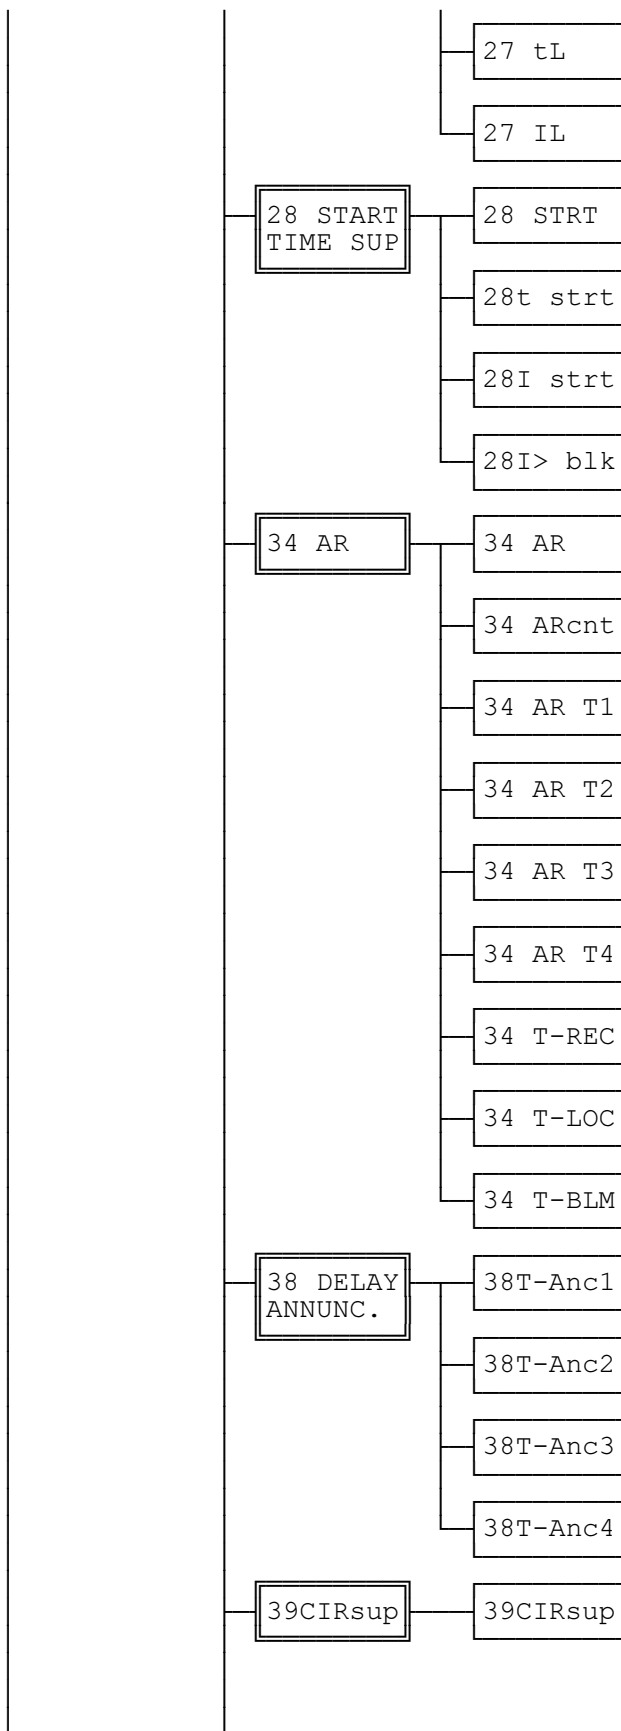 27 tL
27 IL
28 START
TIME SUP
28 STRT
28t strt
28I strt
28I> blk
34 AR
34 AR
34 ARcnt
34 AR T1
34 AR T2
34 AR T3
34 AR T4
34 T-REC
34 T-LOC
34 T-BLM
38 DELAY
ANNUNC.
38T-Anc1
38T-Anc2
38T-Anc3
38T-Anc4
39CIRsup
39CIRsup